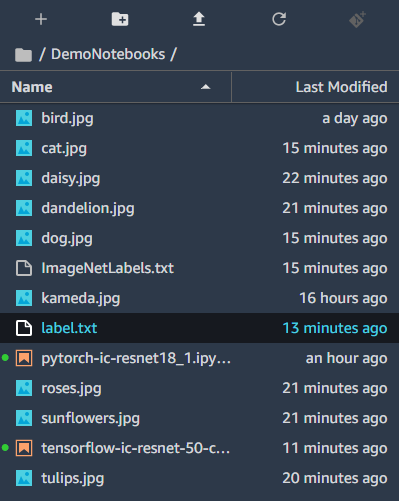 / DemoNotebooks /
Name Last Modified
bird.jpg a day ago
cat.jpg 15 minutes ago
daisy.jpg 22 minutes ago
dandelion.jpg 21 minutes ago
dog.jpg 15 minutes ago
ImageNetLabels.txt 15 minutes ago
kameda.jpg 16 hours ago
label.txt 13 minutes ago
pytorch-ic-resnet18_1.ipy... an hour ago
roses.jpg 21 minutes ago
sunflowers.jpg 21 minutes ago
tensorflow-ic-resnet-50-c... 11 minutes ago
tulips.jpg 20 minutes ago